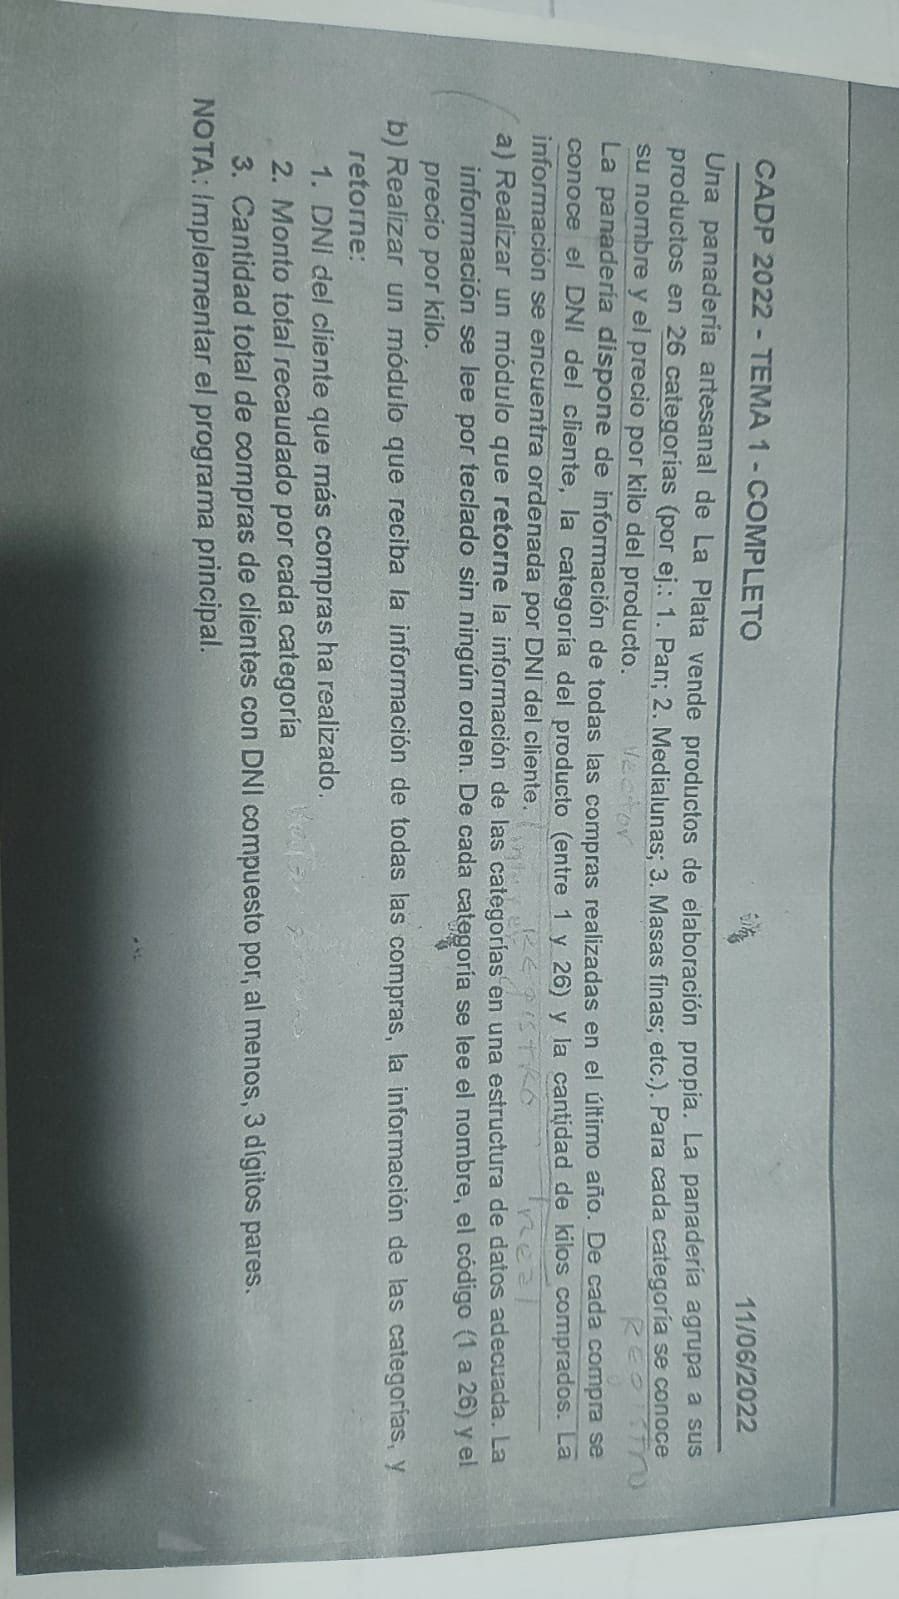 CADP 2022 - TEMA 1 - COMPLETO
11/06/2022
Una panadería artesanal de La Plata vende productos de elaboración propia. La panadería agrupa a sus
productos en 26 categorías (por ej.: 1. Pan; 2. Medialunas; 3. Masas finas; etc.). Para cada categoría se conoce
su nombre y el precio por kilo del producto.
Vector
REGISTRO
La panadería dispone de información de todas las compras realizadas en el último año. De cada compra se
conoce el DNI del cliente, la categoría del producto (entre 1 y 26) y la cantidad de kilos comprados. La
información se encuentra ordenada por DNI del cliente.
REGISTRO
Real
a) Realizar un módulo que retorne la información de las categorías en una estructura de datos adecuada. La
información se lee por teclado sin ningún orden. De cada categoría se lee el nombre, el código (1 a 26) y el
precio por kilo.
b) Realizar un módulo que reciba la información de todas las compras, la información de las categorías, y
retorne:
1. DNI del cliente que más compras ha realizado.
2. Monto total recaudado por cada categoría
3. Cantidad total de compras de clientes con DNI compuesto por, al menos, 3 dígitos pares.
NOTA: Implementar el programa principal.